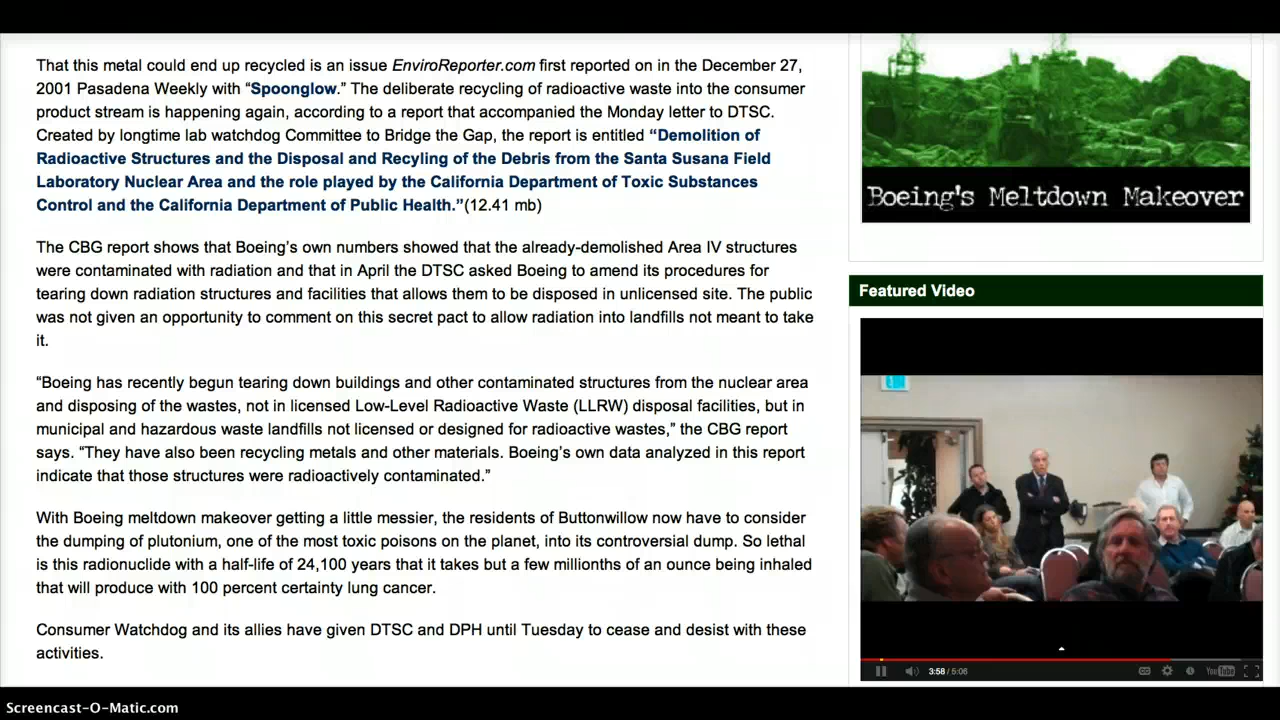 That this metal could end up recycled is an issue EnviroReporter.com first reported on in the December 27,
2001 Pasadena Weekly with “Spoonglow.” The deliberate recycling of radioactive waste into the consumer
product stream is happening again, according to a report that accompanied the Monday letter to DTSC.
Created by longtime lab watchdog Committee to Bridge the Gap, the report is entitled “Demolition of
Radioactive Structures and the Disposal and Recyling of the Debris from the Santa Susana Field
Laboratory Nuclear Area and the role played by the California Department of Toxic Substances
Control and the California Department of Public Health.”(12.41 mb)
The CBG report shows that Boeing’s own numbers showed that the already-demolished Area IV structures
were contaminated with radiation and that in April the DTSC asked Boeing to amend its procedures for
tearing down radiation structures and facilities that allows them to be disposed in unlicensed site. The public
was not given an opportunity to comment on this secret pact to allow radiation into landfills not meant to take
it.
“Boeing has recently begun tearing down buildings and other contaminated structures from the nuclear area
and disposing of the wastes, not in licensed Low-Level Radioactive Waste (LLRW) disposal facilities, but in
municipal and hazardous waste landfills not licensed or designed for radioactive wastes,” the CBG report
says. “They have also been recycling metals and other materials. Boeing’s own data analyzed in this report
indicate that those structures were radioactively contaminated.”
With Boeing meltdown makeover getting a little messier, the residents of Buttonwillow now have to consider
the dumping of plutonium, one of the most toxic poisons on the planet, into its controversial dump. So lethal
is this radionuclide with a half-life of 24,100 years that it takes but a few millionths of an ounce being inhaled
that will produce with 100 percent certainty lung cancer.
Consumer Watchdog and its allies have given DTSC and DPH until Tuesday to cease and desist with these
activities.
Boeing's Meltdown Makeover
Featured Video
3:58 / 5:06
CC
YouTube
Screencast-O-Matic.com